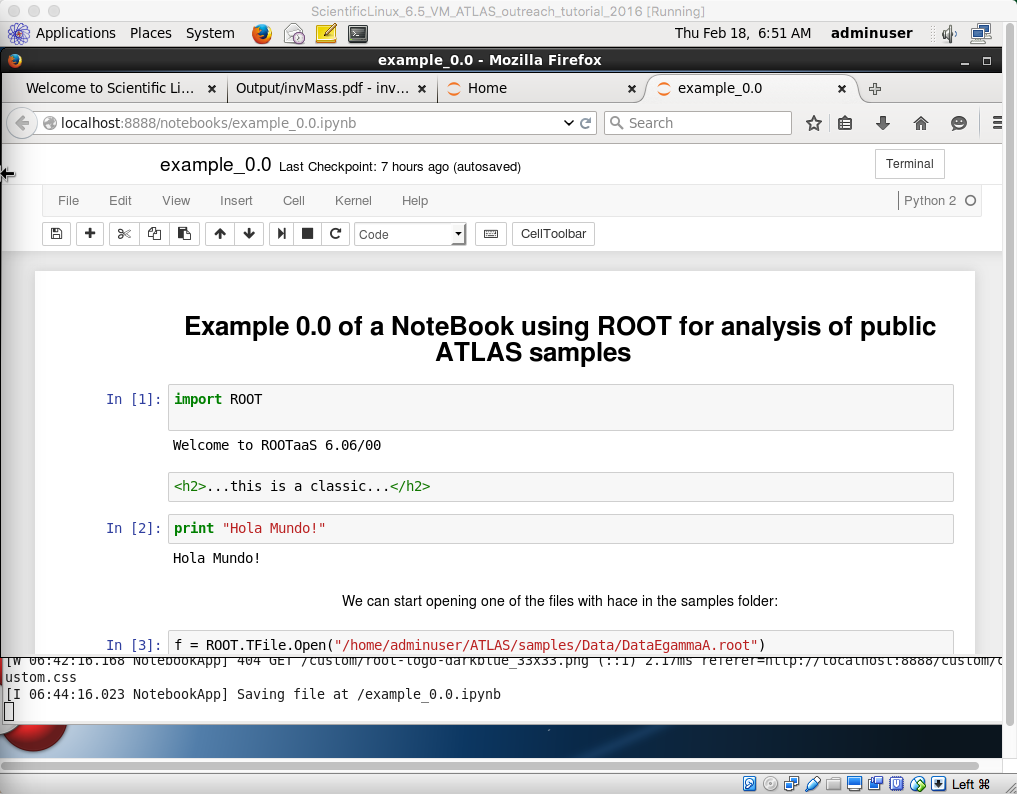 ScientificLinux_6.5_VM_ATLAS_outreach_tutorial_2016 [Running]
Applications Places System Thu Feb 18, 6:51 AM adminuser
example_0.0 - Mozilla Firefox
Welcome to Scientific Li... Output/invMass.pdf - inv... Home example_0.0
localhost:8888/notebooks/example_0.0.ipynb Search
example_0.0 Last Checkpoint: 7 hours ago (autosaved) Terminal
File Edit View Insert Cell Kernel Help Python 2
Code CellToolbar
Example 0.0 of a NoteBook using ROOT for analysis of public
ATLAS samples
In [1]: import ROOT
Welcome to ROOTaaS 6.06/00
<h2>...this is a classic...</h2>
In [2]: print "Hola Mundo!"
Hola Mundo!
We can start opening one of the files with hace in the samples folder:
In [3]: f = ROOT.TFile.Open("/home/adminuser/ATLAS/samples/Data/DataEgammaA.root")
[W 06:42:16.168 NotebookApp] 404 GET /custom/root-logo-darkblue_33x33.png (::1) 2.17ms referer=http://localhost:8888/custom/c
ustom.css
[I 06:44:16.023 NotebookApp] Saving file at /example_0.0.ipynb
Left ⌘